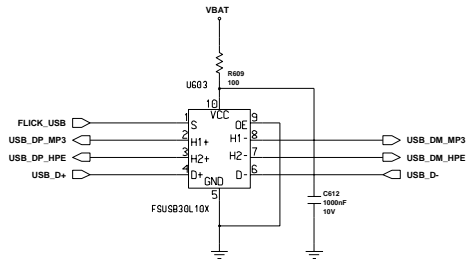 VBAT
R609
100
U603
10
VCC
FLICK_USB
1
S
OE
9
USB_DP_MP3
2
H1+
H1-
8
USB_DM_MP3
USB_DP_HPE
3
H2+
H2-
7
USB_DM_HPE
USB_D+
4
D+
D-
6
USB_D-
GND
5
FSUSB30L10X
C612
1000nF
10V